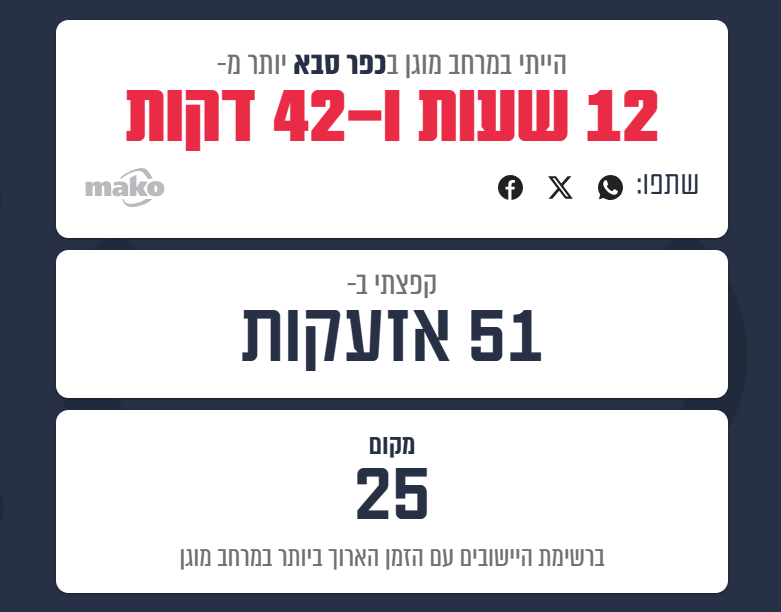 הייתי במרחב מוגן בכפר סבא יותר מ-
12 שעות ו-42 דקות
שתפו:
mako
קפצתי ב-
51 אזעקות
מקום
25
ברשימת היישובים עם הזמן הארוך ביותר במרחב מוגן